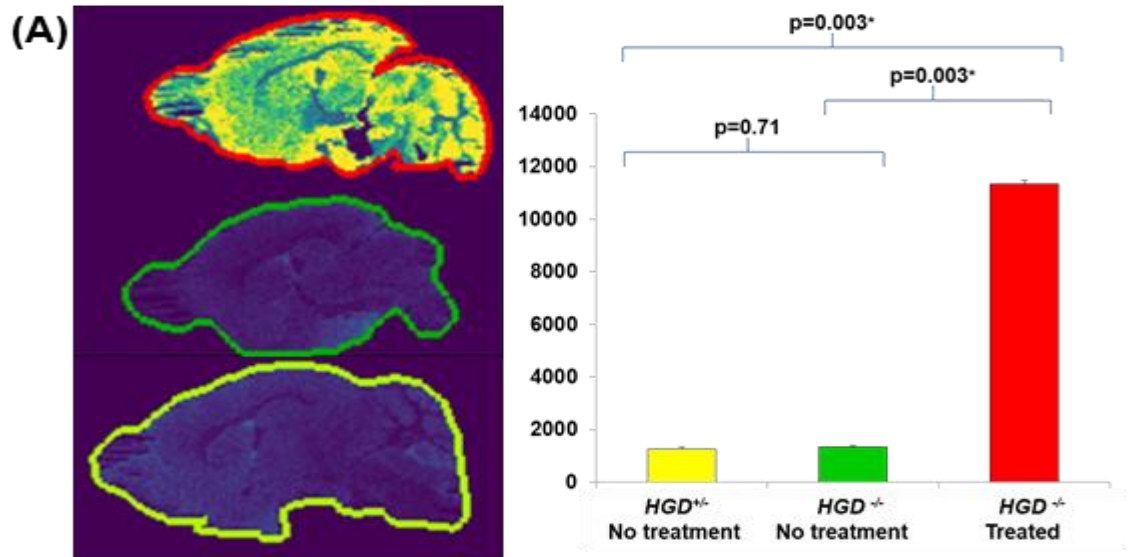 (A)
p=0.003*
p=0.003*
p=0.71
14000
12000
10000
8000
6000
4000
2000
0
HGD+/- HGD -/- HGD -/-
No treatment No treatment Treated